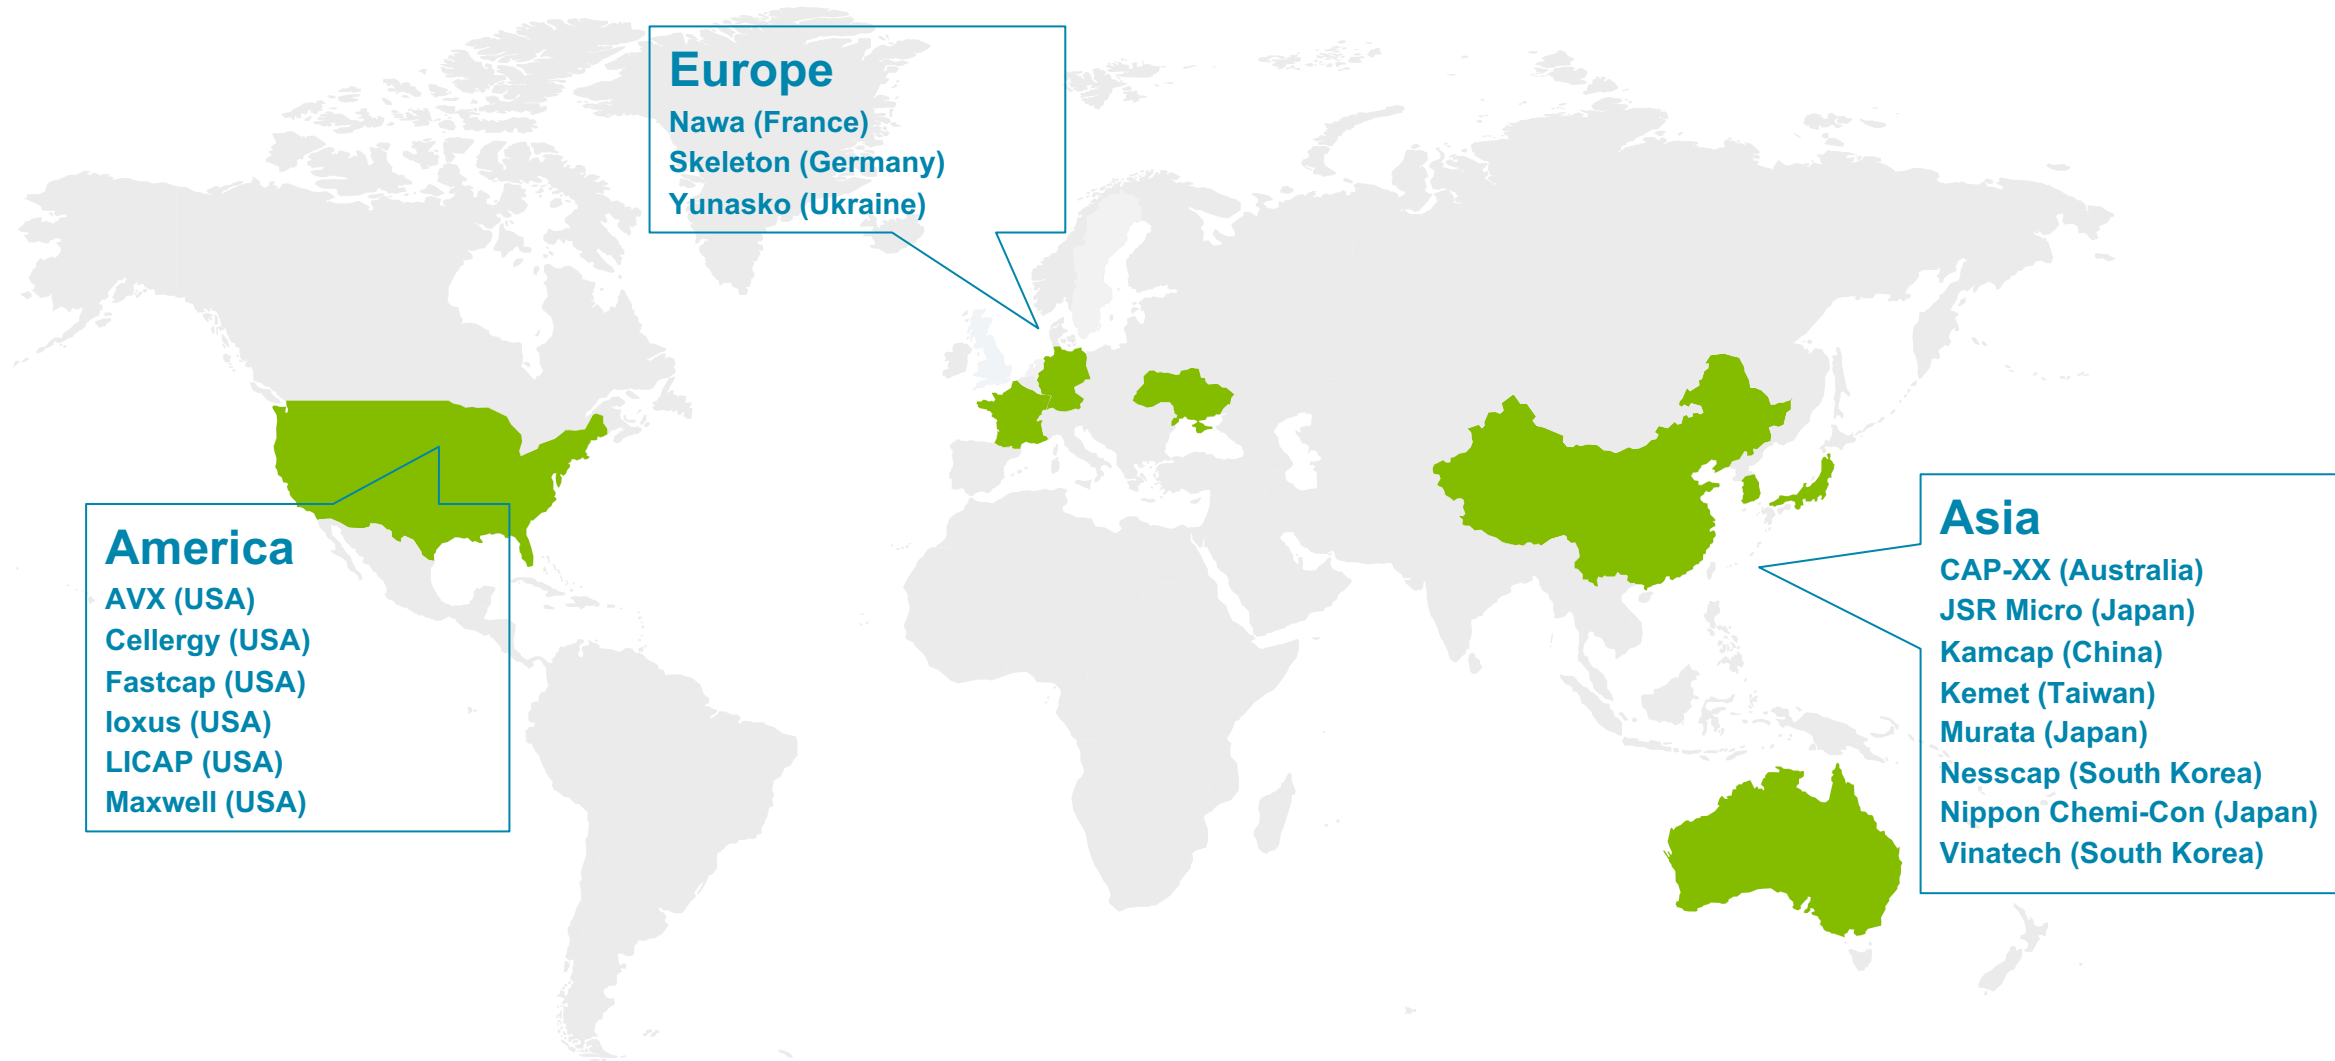 Europe
Nawa (France)
Skeleton (Germany)
Yunasko (Ukraine)
America
AVX (USA)
Cellergy (USA)
Fastcap (USA)
Ioxus (USA)
LICAP (USA)
Maxwell (USA)
Asia
CAP-XX (Australia)
JSR Micro (Japan)
Kamcap (China)
Kemet (Taiwan)
Murata (Japan)
Nesscap (South Korea)
Nippon Chemi-Con (Japan)
Vinatech (South Korea)